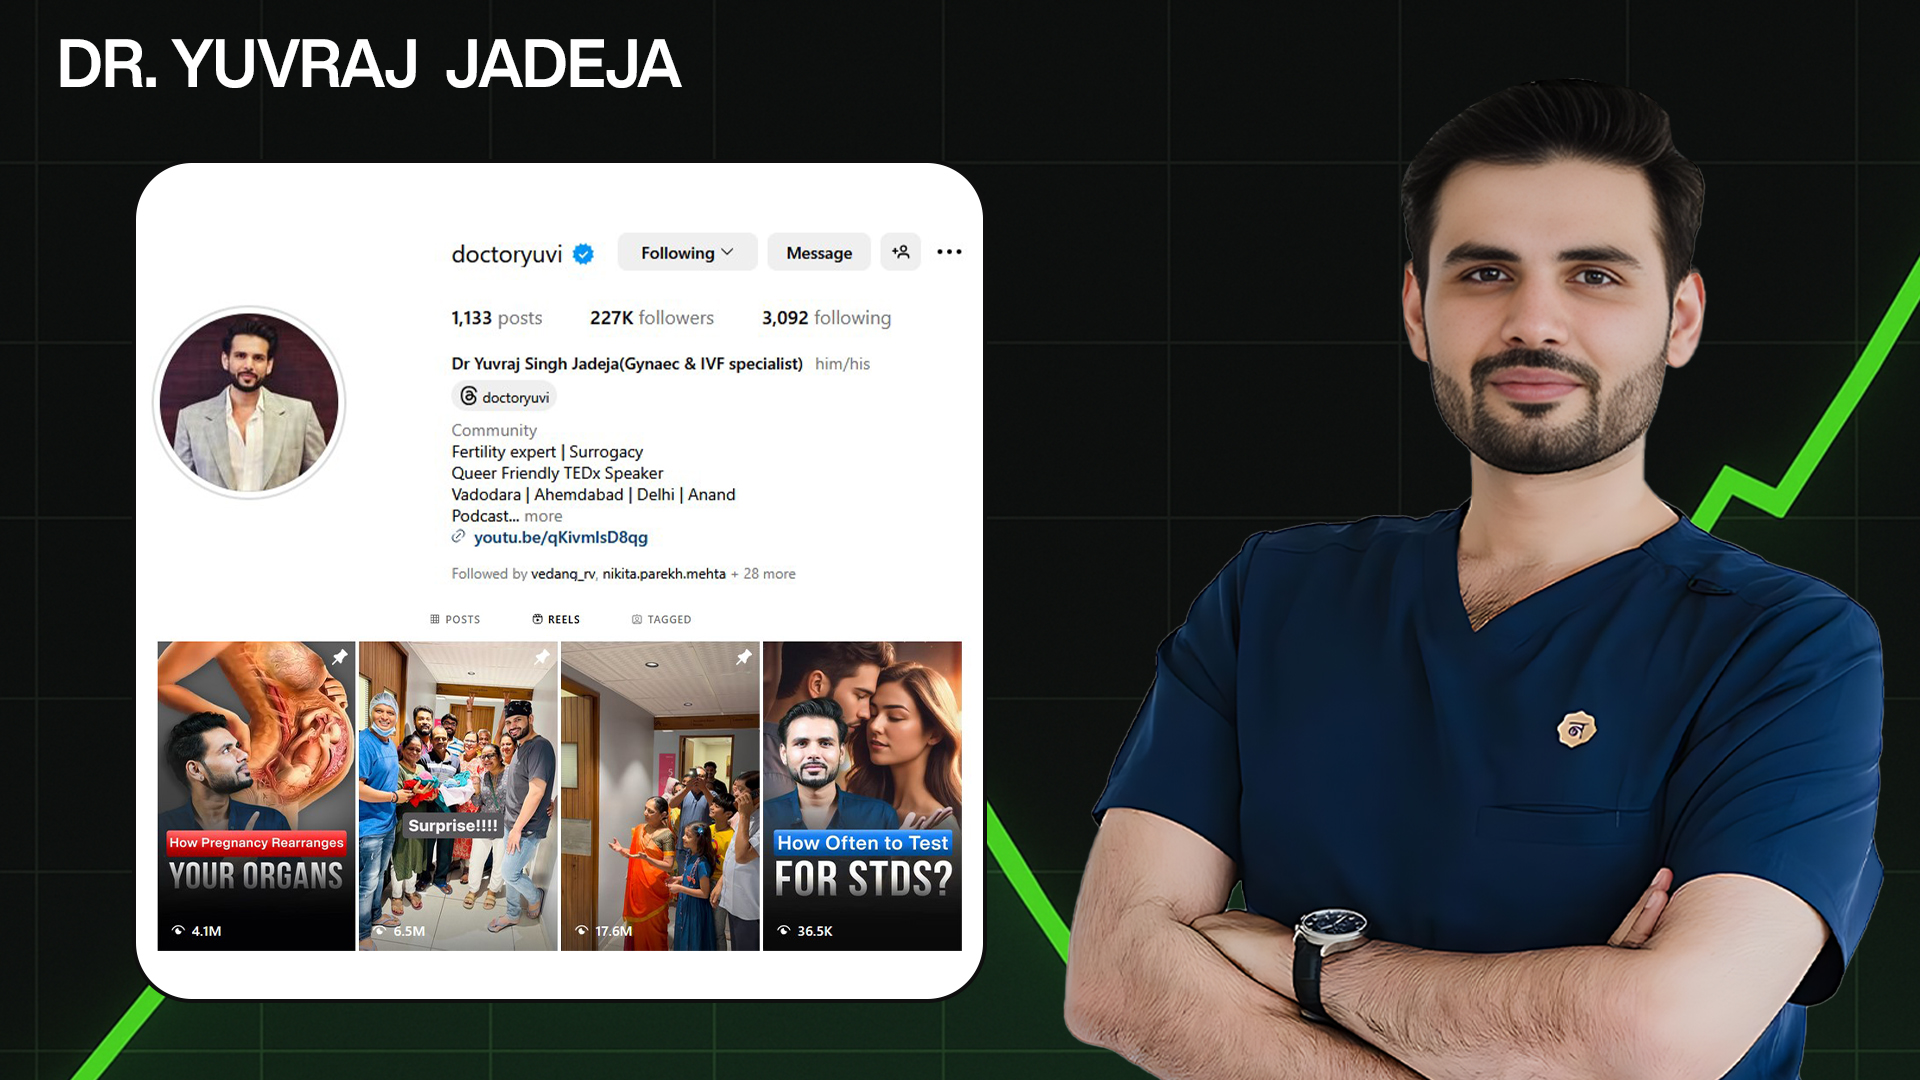 DR. YUVRAJ JADEJA
doctoryuvi Following Message
1,133 posts 227K followers 3,092 following
Dr Yuvraj Singh Jadeja(Gynaec & IVF specialist) him/his
doctoryuvi
Community
Fertility expert | Surrogacy
Queer Friendly TEDx Speaker
Vadodara | Ahemdabad | Delhi | Anand
Podcast... more
youtu.be/qKivmlsD8qg
Followed by vedang_rv, nikita.parekh.mehta + 28 more
POSTS REELS TAGGED
How Pregnancy Rearranges
YOUR ORGANS
4.1M
Surprise!!!!
6.5M
17.6M
How Often to Test
FOR STDS?
36.5K